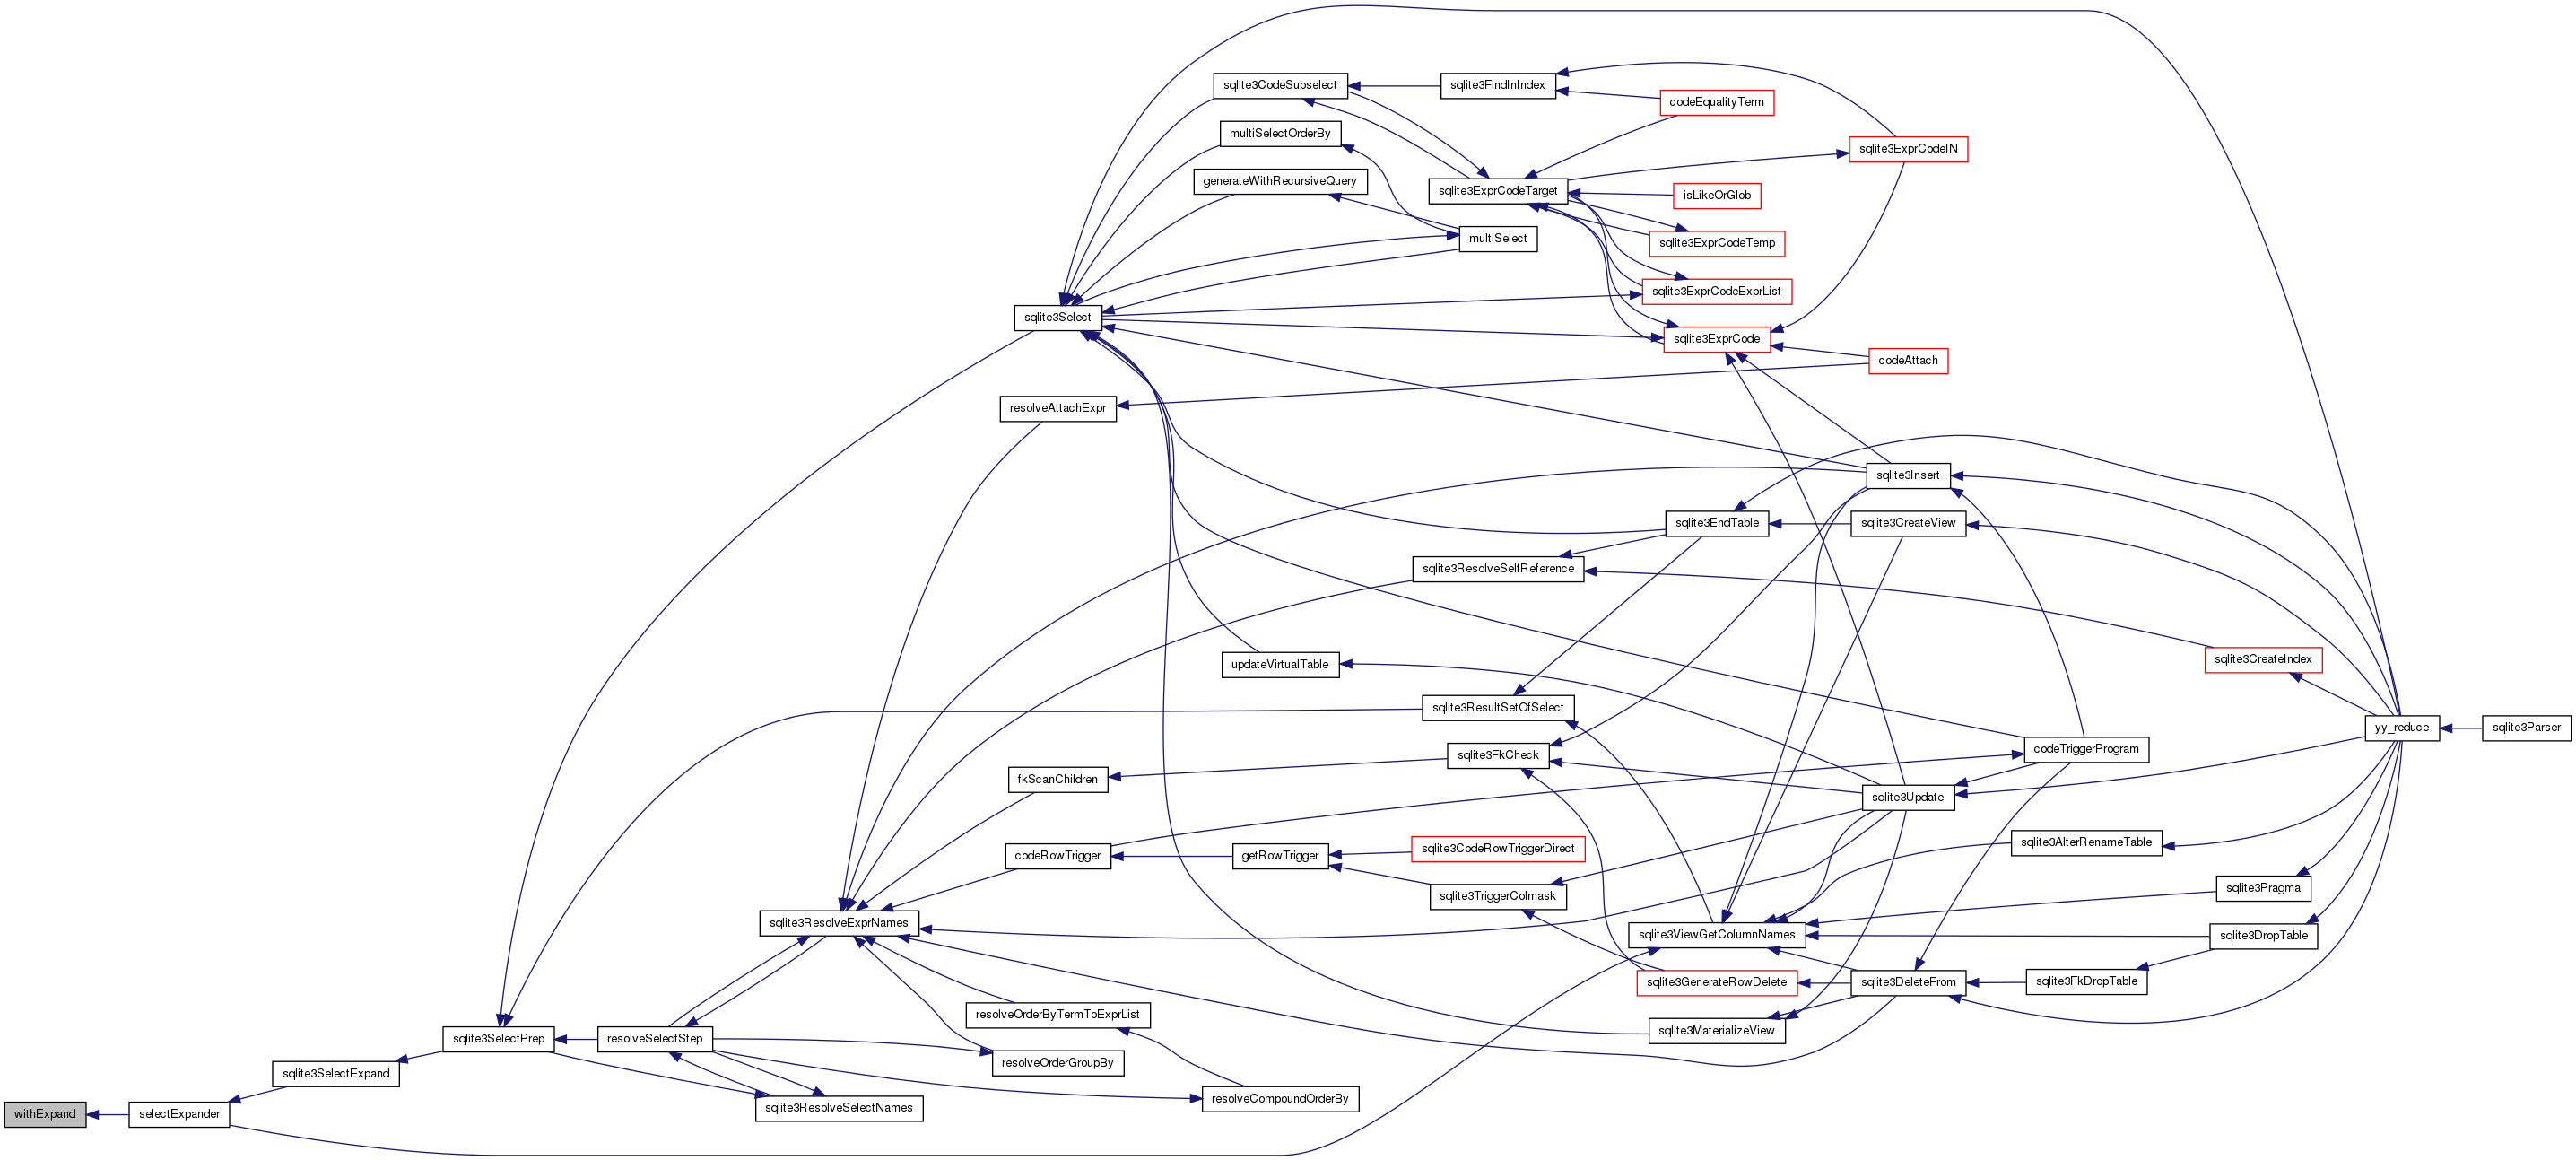 sqlite3CodeSubselect
sqlite3FindInIndex
codeEqualityTerm
multiSelectOrderBy
sqlite3ExprCodeIN
generateWithRecursiveQuery
sqlite3ExprCodeTarget
isLikeOrGlob
multiSelect
sqlite3ExprCodeTemp
sqlite3ExprCodeExprList
sqlite3Select
sqlite3ExprCode
codeAttach
resolveAttachExpr
sqlite3Insert
sqlite3EndTable
sqlite3CreateView
sqlite3ResolveSelfReference
updateVirtualTable
sqlite3CreateIndex
sqlite3ResultSetOfSelect
yy_reduce
sqlite3Parser
sqlite3FkCheck
codeTriggerProgram
fkScanChildren
sqlite3Update
codeRowTrigger
getRowTrigger
sqlite3CodeRowTriggerDirect
sqlite3AlterRenameTable
sqlite3TriggerColmask
sqlite3Pragma
sqlite3ResolveExprNames
sqlite3ViewGetColumnNames
sqlite3DropTable
sqlite3GenerateRowDelete
sqlite3DeleteFrom
sqlite3FkDropTable
resolveOrderByTermToExprList
sqlite3MaterializeView
sqlite3SelectPrep
resolveSelectStep
resolveOrderGroupBy
sqlite3SelectExpand
resolveCompoundOrderBy
sqlite3ResolveSelectNames
withExpand
selectExpander